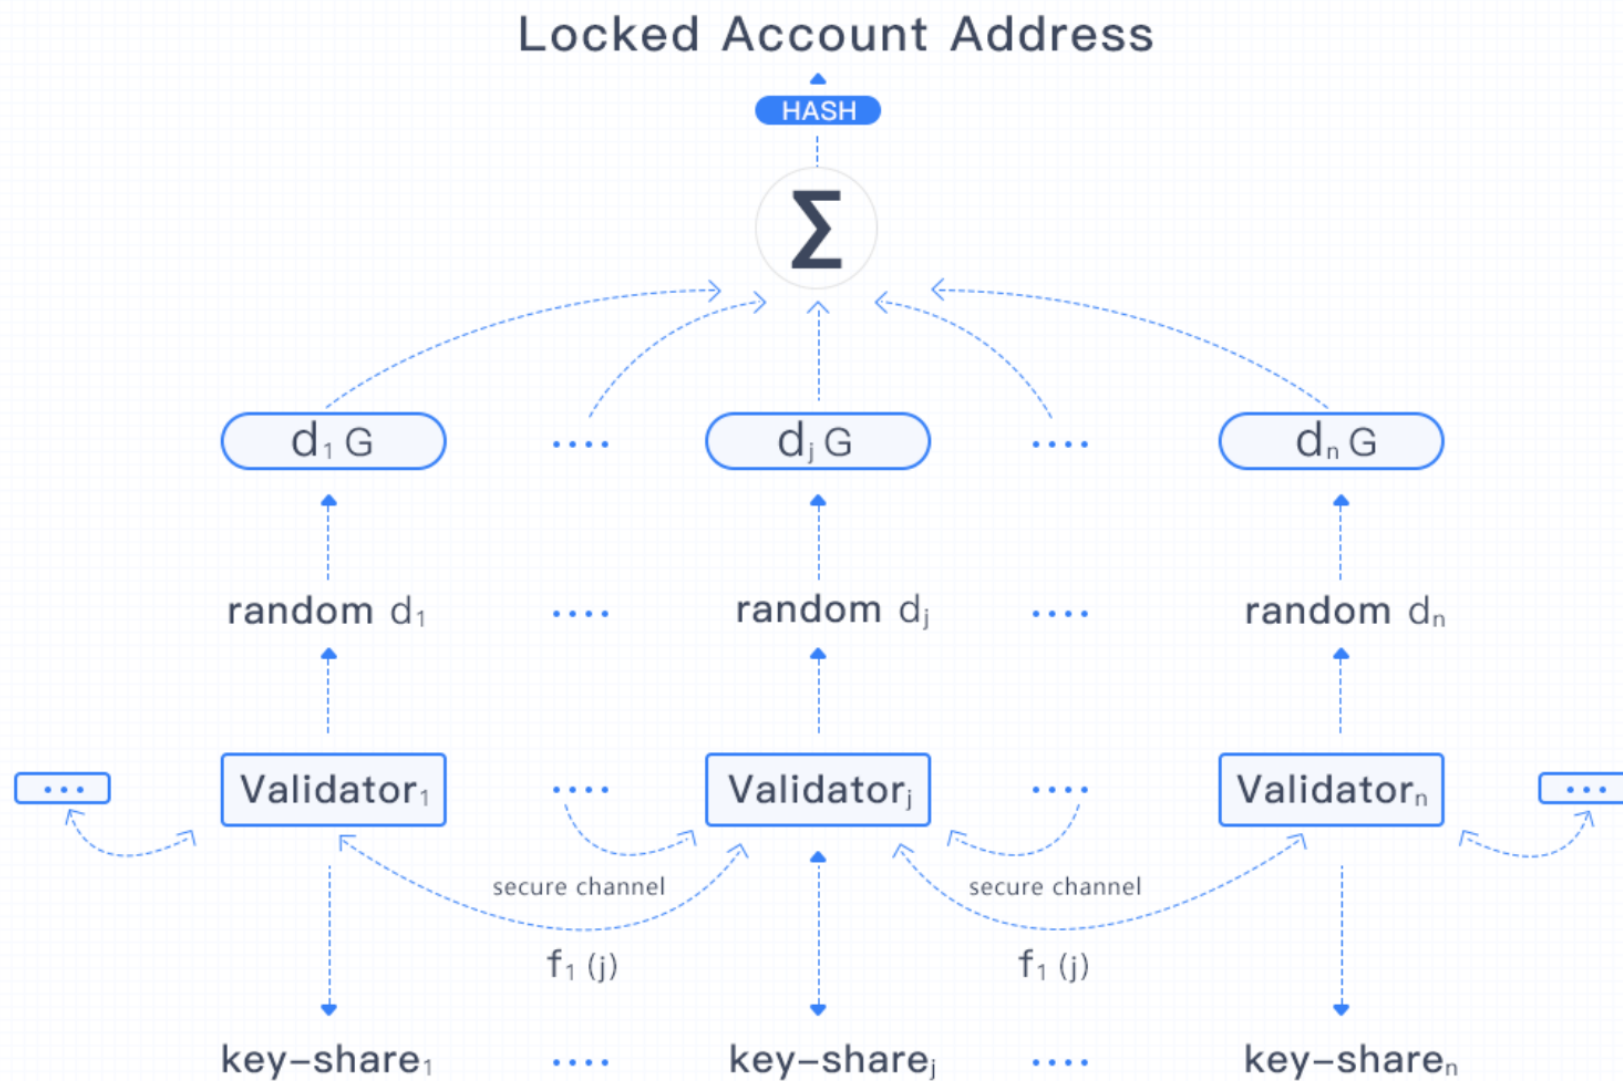 Locked Account Address
HASH
Σ
d₁ G .... dⱼ G .... dₙ G
random d₁ .... random dⱼ .... random dₙ
... Validator₁ .... Validatorⱼ .... Validatorₙ ...
secure channel secure channel
f₁ (j) f₁ (j)
key–share₁ .... key–shareⱼ .... key–shareₙ